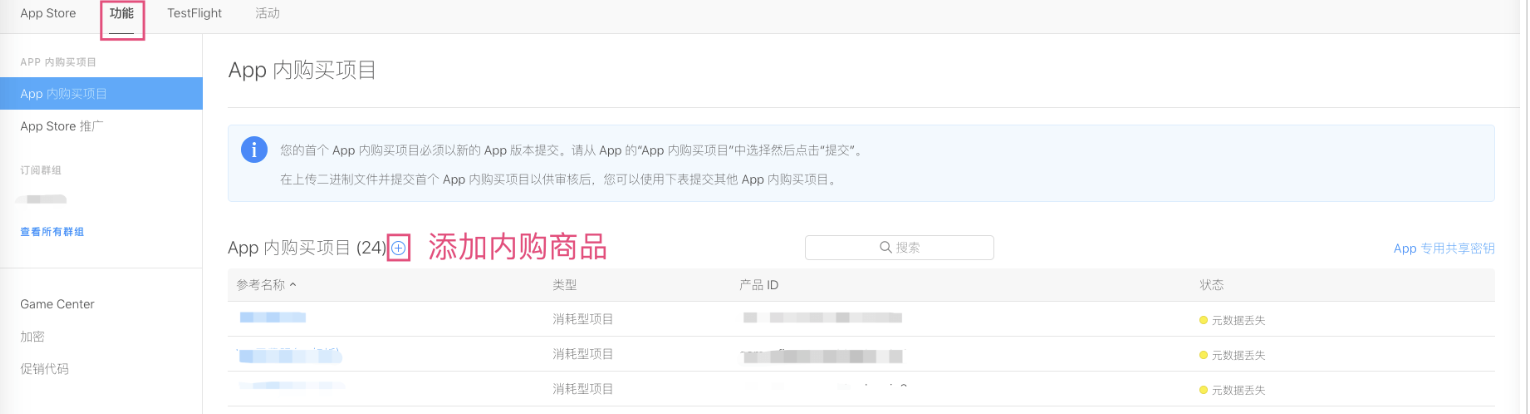 App Store 功能 TestFlight 活动
APP 内购买项目
App 内购买项目
App Store 推广
订阅群组
查看所有群组
Game Center
加密
促销代码
App 内购买项目
您的首个 App 内购买项目必须以新的 App 版本提交。请从 App 的“App 内购买项目”中选择然后点击“提交”。
在上传二进制文件并提交首个 App 内购买项目以供审核后，您可以使用下表提交其他 App 内购买项目。
App 内购买项目 (24) 添加内购商品 搜索 App 专用共享密钥
参考名称 类型 产品 ID 状态
消耗型项目 元数据丢失
消耗型项目 元数据丢失
消耗型项目 元数据丢失